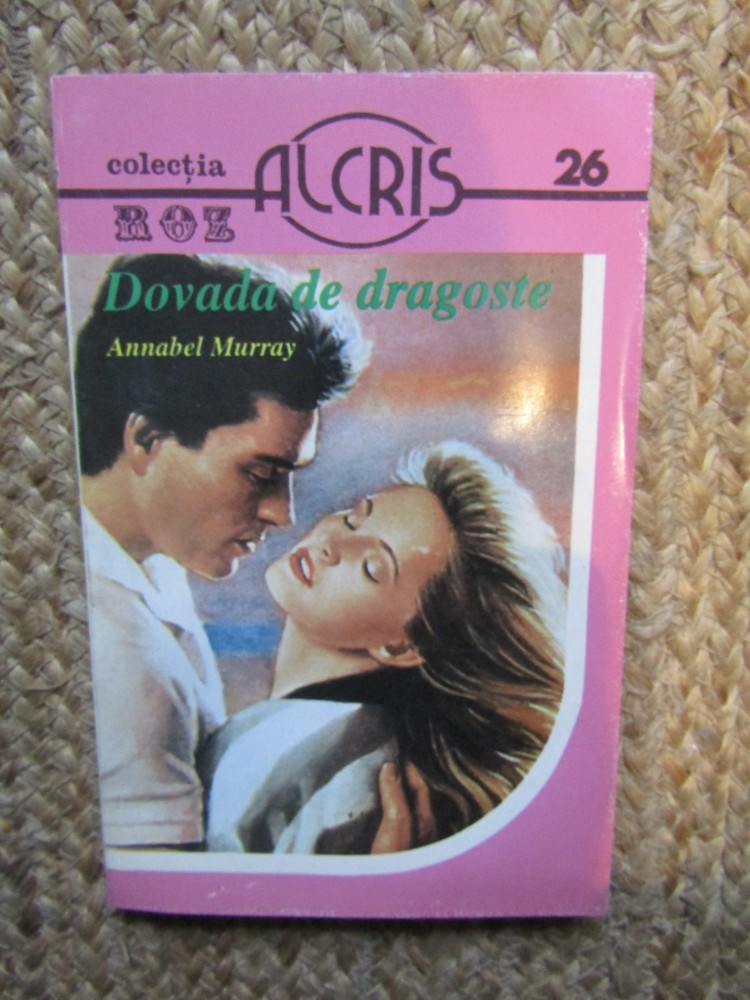 colecția
ALCRIS
26
ROZ
Dovada de dragoste
Annabel Murray